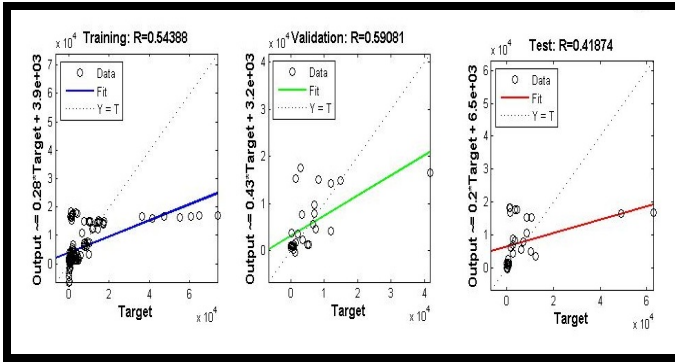 Training: R=0.54388
x 10^4
Output ~= 0.28*Target + 3.9e+03
7
6
5
4
3
2
1
0
Data
Fit
Y = T
0 2 4 6
x 10^4
Target
Validation: R=0.59081
x 10^4
Output ~= 0.43*Target + 3.2e+03
4
3
2
1
0
Data
Fit
Y = T
0 1 2 3 4
x 10^4
Target
Test: R=0.41874
x 10^4
Output ~= 0.2*Target + 6.5e+03
6
5
4
3
2
1
0
Data
Fit
Y = T
0 2 4 6
x 10^4
Target